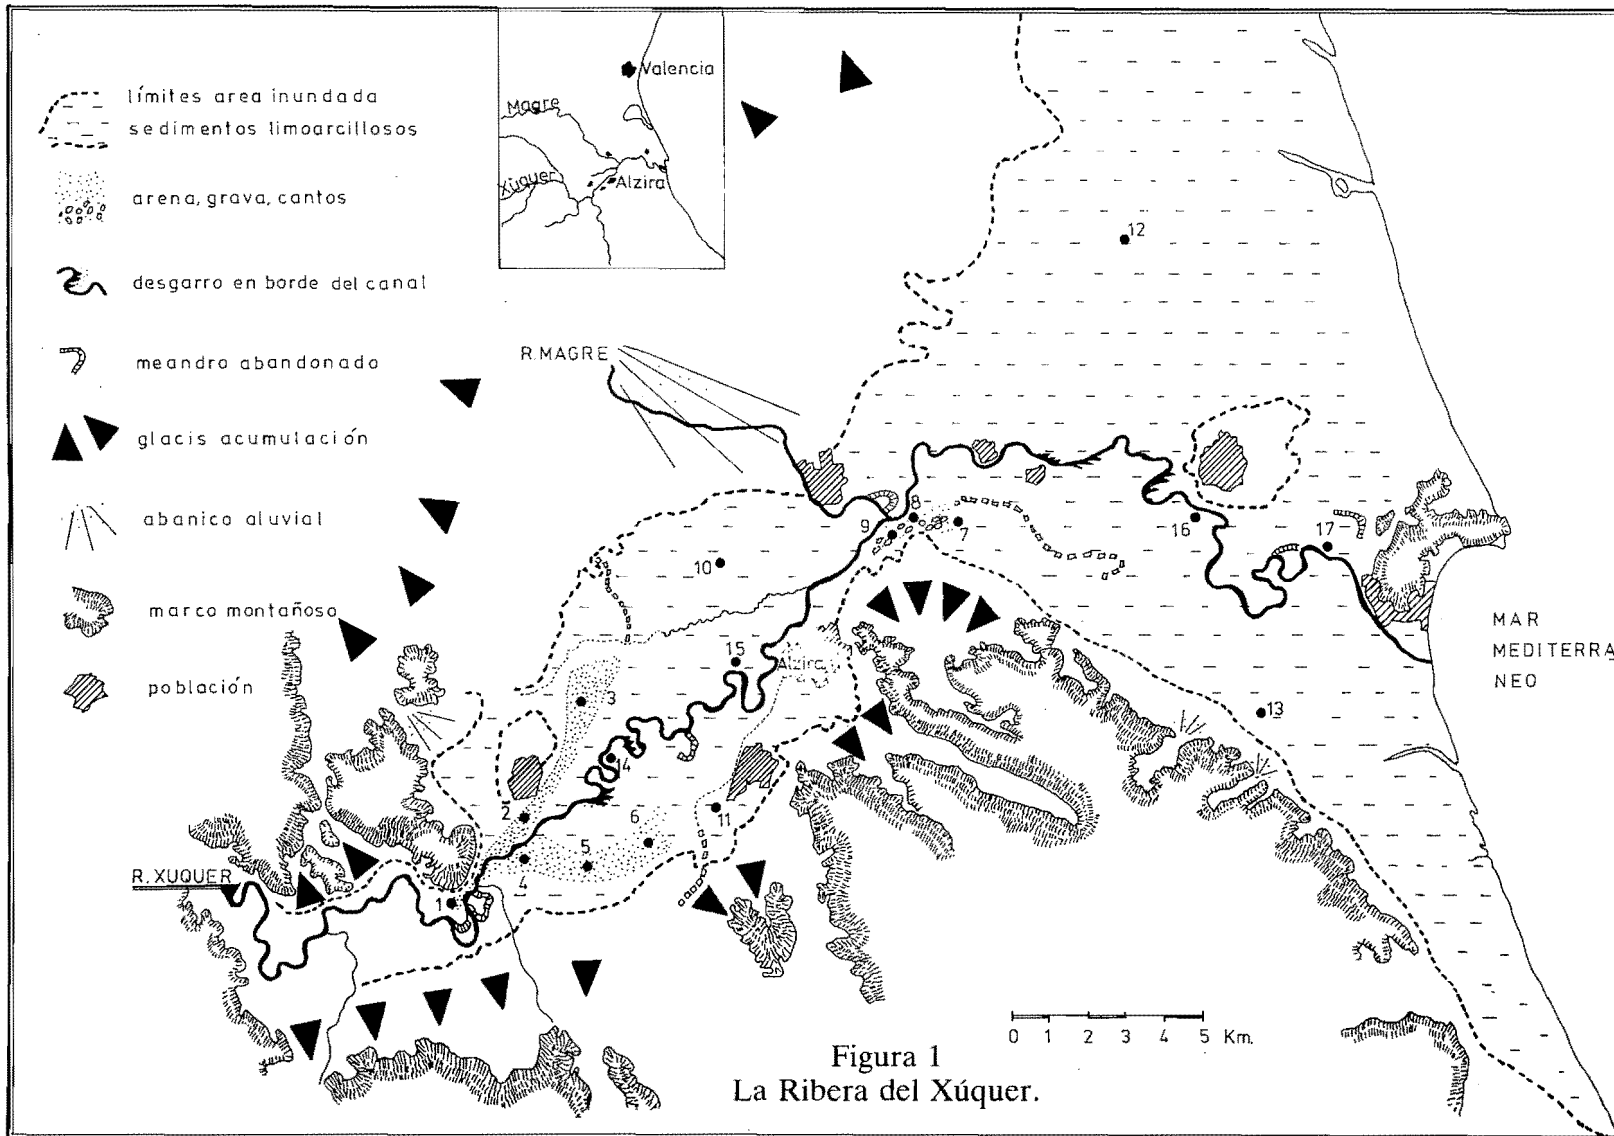 límites area inundada
sedimentos limoarcillosos
arena, grava, cantos
desgarro en borde del canal
meandro abandonado
glacis acumulación
abanico aluvial
marco montañoso
población
Valencia
Magre
Xùquer
Alzira
R. MAGRE
12
8
9
7
16
17
10
15
Alzira
3
13
14
2
6
11
5
4
R. XUQUER
1
MAR
MEDITERRA
NEO
0 1 2 3 4 5 Km.
Figura 1
La Ribera del Xúquer.